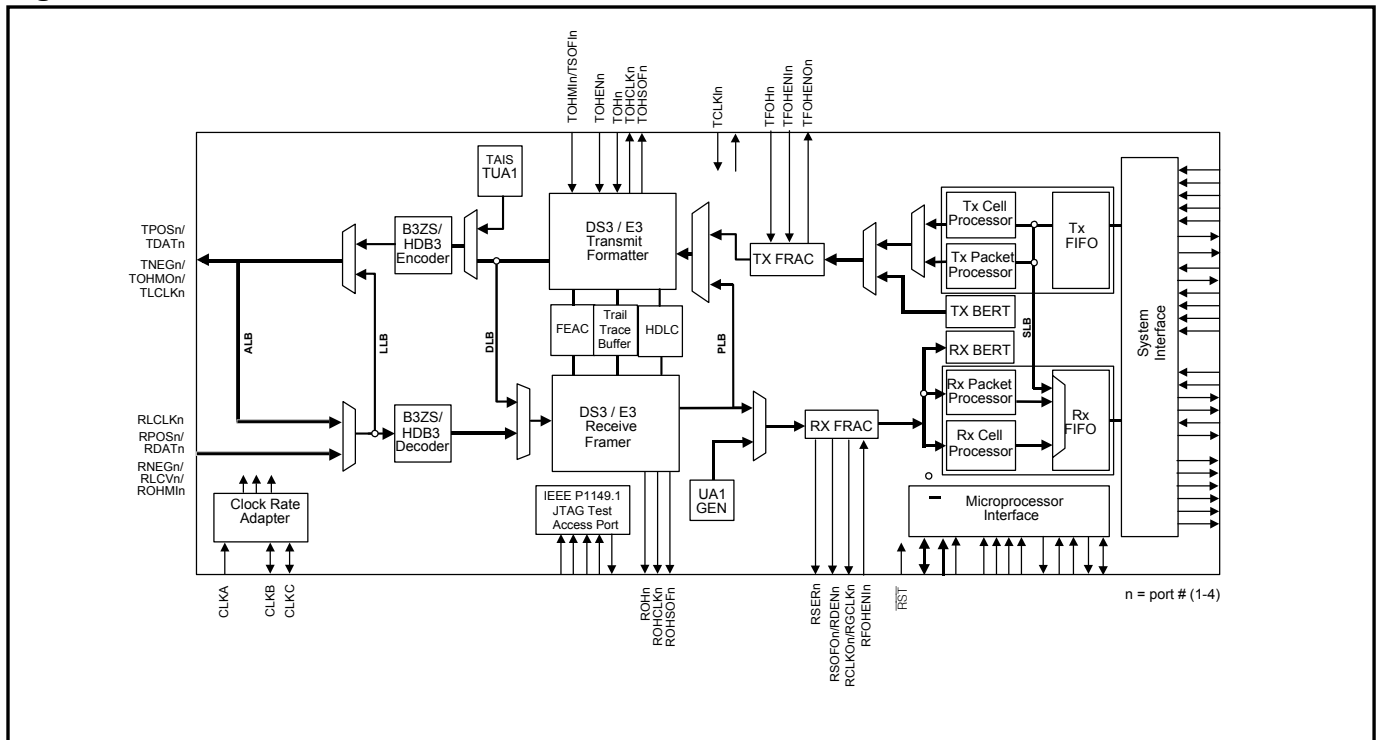 TOHMIn/TSOFIn
TOHENn
TOHn
TOHCLKn
TOHSOFn
TCLKIn
TFOHn
TFOHENIn
TFOHENOn
TAIS
TUA1
B3ZS/
HDB3
Encoder
DS3 / E3
Transmit
Formatter
TX FRAC
Tx Cell
Processor
Tx Packet
Processor
Tx
FIFO
TX BERT
System
Interface
TPOSn/
TDATn
TNEGn/
TOHMOn/
TLCLKn
ALB
LLB
DLB
FEAC
Trail
Trace
Buffer
HDLC
PLB
SLB
RX BERT
RLCLKn
RPOSn/
RDATn
RNEGn/
RLCVn/
ROHMIn
B3ZS/
HDB3
Decoder
DS3 / E3
Receive
Framer
RX FRAC
Rx Packet
Processor
Rx Cell
Processor
Rx
FIFO
UA1
GEN
Clock Rate
Adapter
IEEE P1149.1
JTAG Test
Access Port
Microprocessor
Interface
CLKA
CLKB
CLKC
ROHn
ROHCLKn
ROHSOFn
RSERn
RSOFOn/RDENn
RCLKOn/RGCLKn
RFOHENIn
RST
n = port # (1-4)